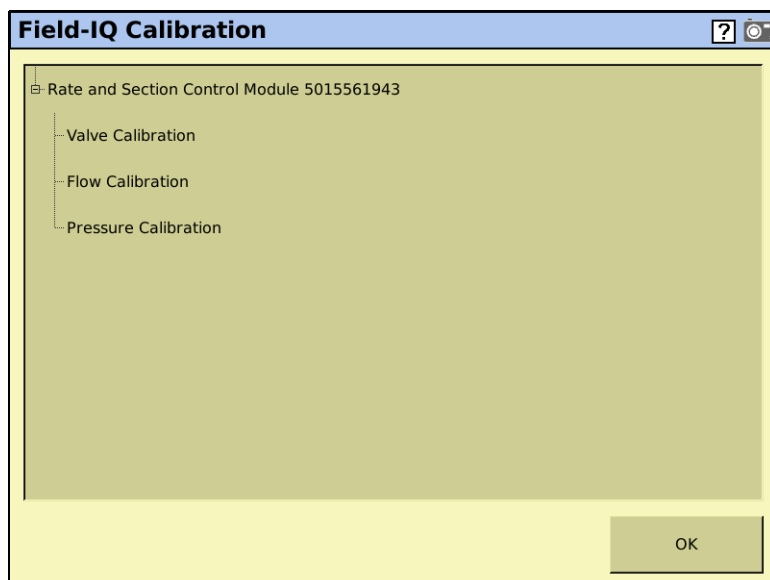 Field-IQ Calibration
?
Rate and Section Control Module 5015561943
Valve Calibration
Flow Calibration
Pressure Calibration
OK